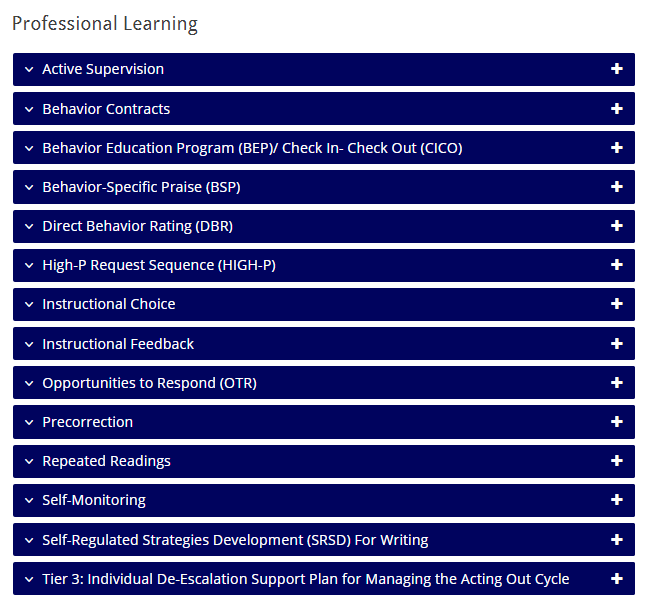 Professional Learning
Active Supervision
Behavior Contracts
Behavior Education Program (BEP)/ Check In- Check Out (CICO)
Behavior-Specific Praise (BSP)
Direct Behavior Rating (DBR)
High-P Request Sequence (HIGH-P)
Instructional Choice
Instructional Feedback
Opportunities to Respond (OTR)
Precorrection
Repeated Readings
Self-Monitoring
Self-Regulated Strategies Development (SRSD) For Writing
Tier 3: Individual De-Escalation Support Plan for Managing the Acting Out Cycle